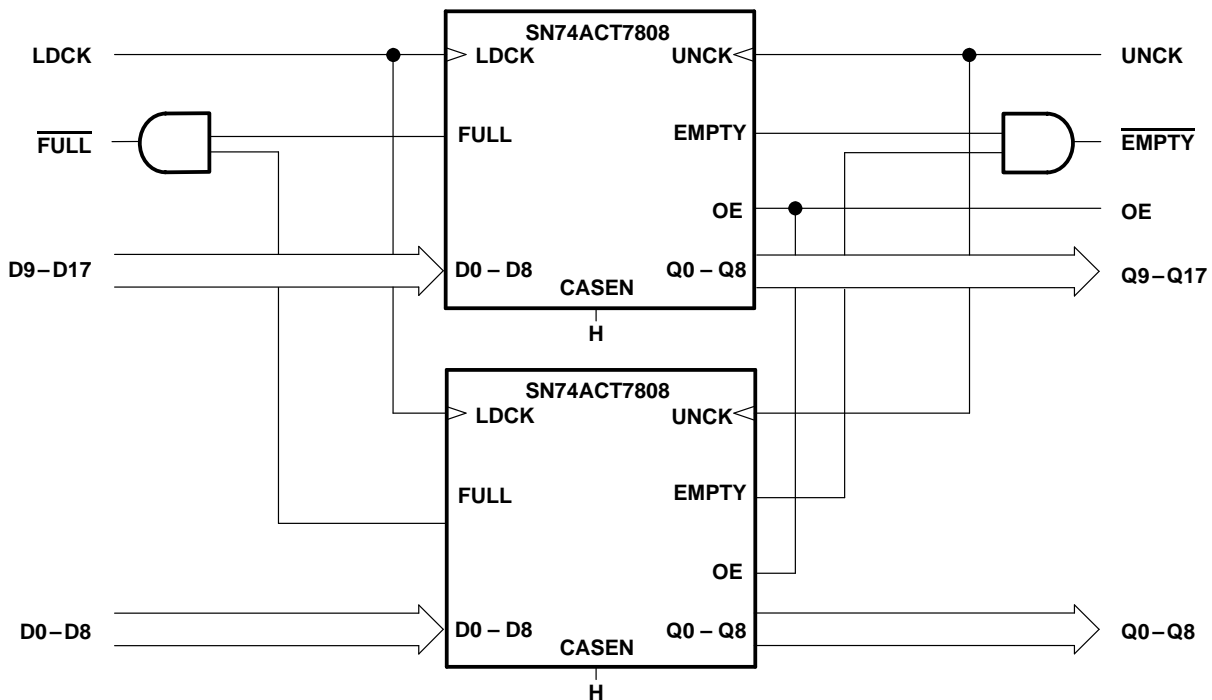 SN74ACT7808
LDCK
LDCK
UNCK
UNCK
FULL
FULL
EMPTY
EMPTY
OE
OE
D9–D17
D0 – D8
Q0 – Q8
Q9–Q17
CASEN
H
SN74ACT7808
LDCK
UNCK
FULL
EMPTY
OE
D0–D8
D0 – D8
Q0 – Q8
Q0–Q8
CASEN
H